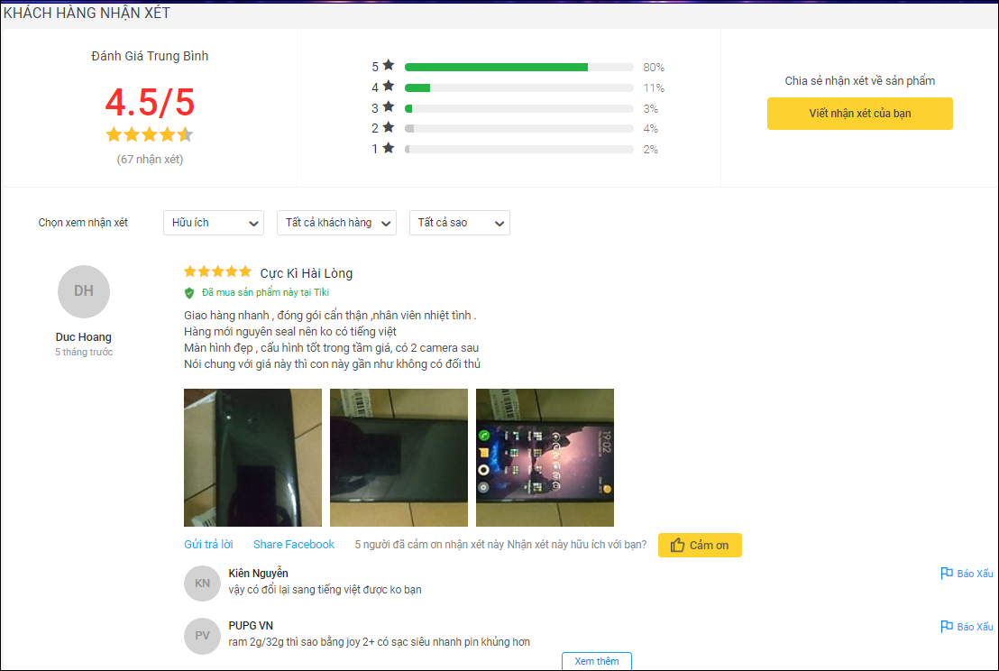 KHÁCH HÀNG NHẬN XÉT
Đánh Giá Trung Bình
4.5/5
(67 nhận xét)
5 80%
4 11%
3 3%
2 4%
1 2%
Chia sẻ nhận xét về sản phẩm
Viết nhận xét của bạn
Chọn xem nhận xét
Hữu ích
Tất cả khách hàng
Tất cả sao
DH
Duc Hoang
5 tháng trước
Cực Kì Hài Lòng
Đã mua sản phẩm này tại Tiki
Giao hàng nhanh , đóng gói cẩn thận ,nhân viên nhiệt tình .
Hàng mới nguyên seal nên ko có tiếng việt
Màn hình đẹp , cấu hình tốt trong tầm giá, có 2 camera sau
Nói chung với giá này thì con này gần như không có đối thủ
19:02
Gửi trả lời
Share Facebook
5 người đã cảm ơn nhận xét này Nhận xét này hữu ích với bạn?
Cảm ơn
KN
Kiên Nguyễn
vậy có đổi lại sang tiếng việt được ko bạn
Báo Xấu
PV
PUPG VN
ram 2g/32g thì sao bằng joy 2+ có sạc siêu nhanh pin khủng hơn
Báo Xấu
Xem thêm